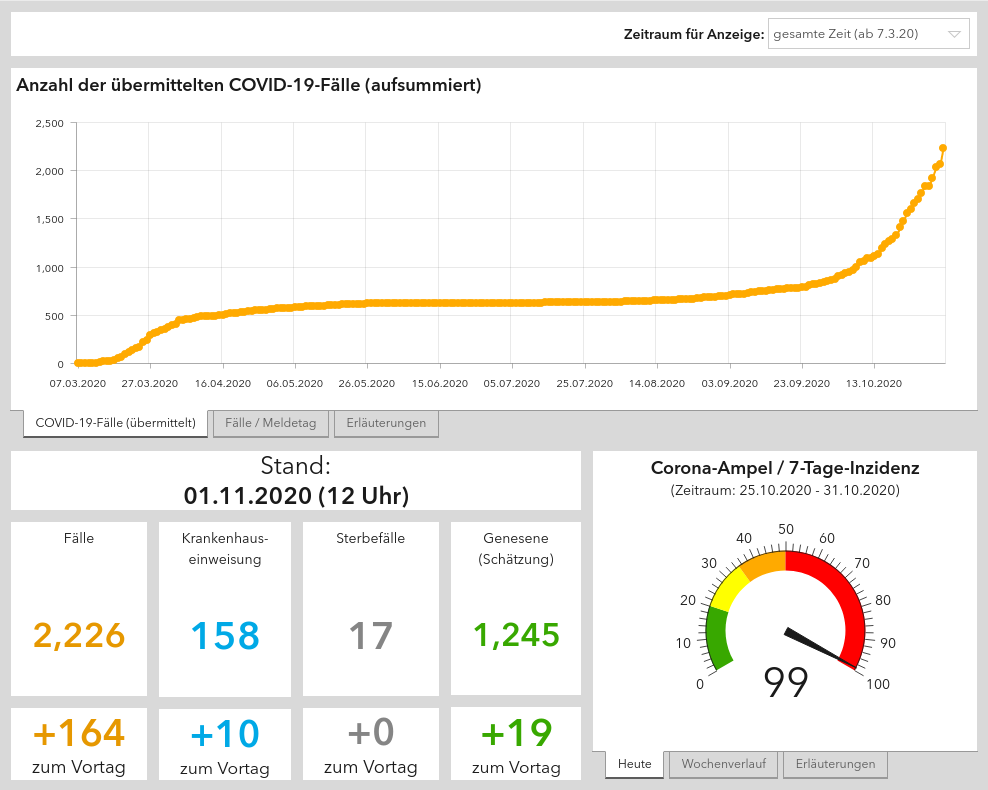 Zeitraum für Anzeige: gesamte Zeit (ab 7.3.20)
Anzahl der übermittelten COVID-19-Fälle (aufsummiert)
2,500
2,000
1,500
1,000
500
0
07.03.2020 27.03.2020 16.04.2020 06.05.2020 26.05.2020 15.06.2020 05.07.2020 25.07.2020 14.08.2020 03.09.2020 23.09.2020 13.10.2020
COVID-19-Fälle (übermittelt) Fälle / Meldetag Erläuterungen
Stand:
01.11.2020 (12 Uhr)
Fälle
2,226
+164
zum Vortag
Krankenhaus-
einweisung
158
+10
zum Vortag
Sterbefälle
17
+0
zum Vortag
Genesene
(Schätzung)
1,245
+19
zum Vortag
Corona-Ampel / 7-Tage-Inzidenz
(Zeitraum: 25.10.2020 - 31.10.2020)
0
10
20
30
40
50
60
70
80
90
100
99
Heute Wochenverlauf Erläuterungen